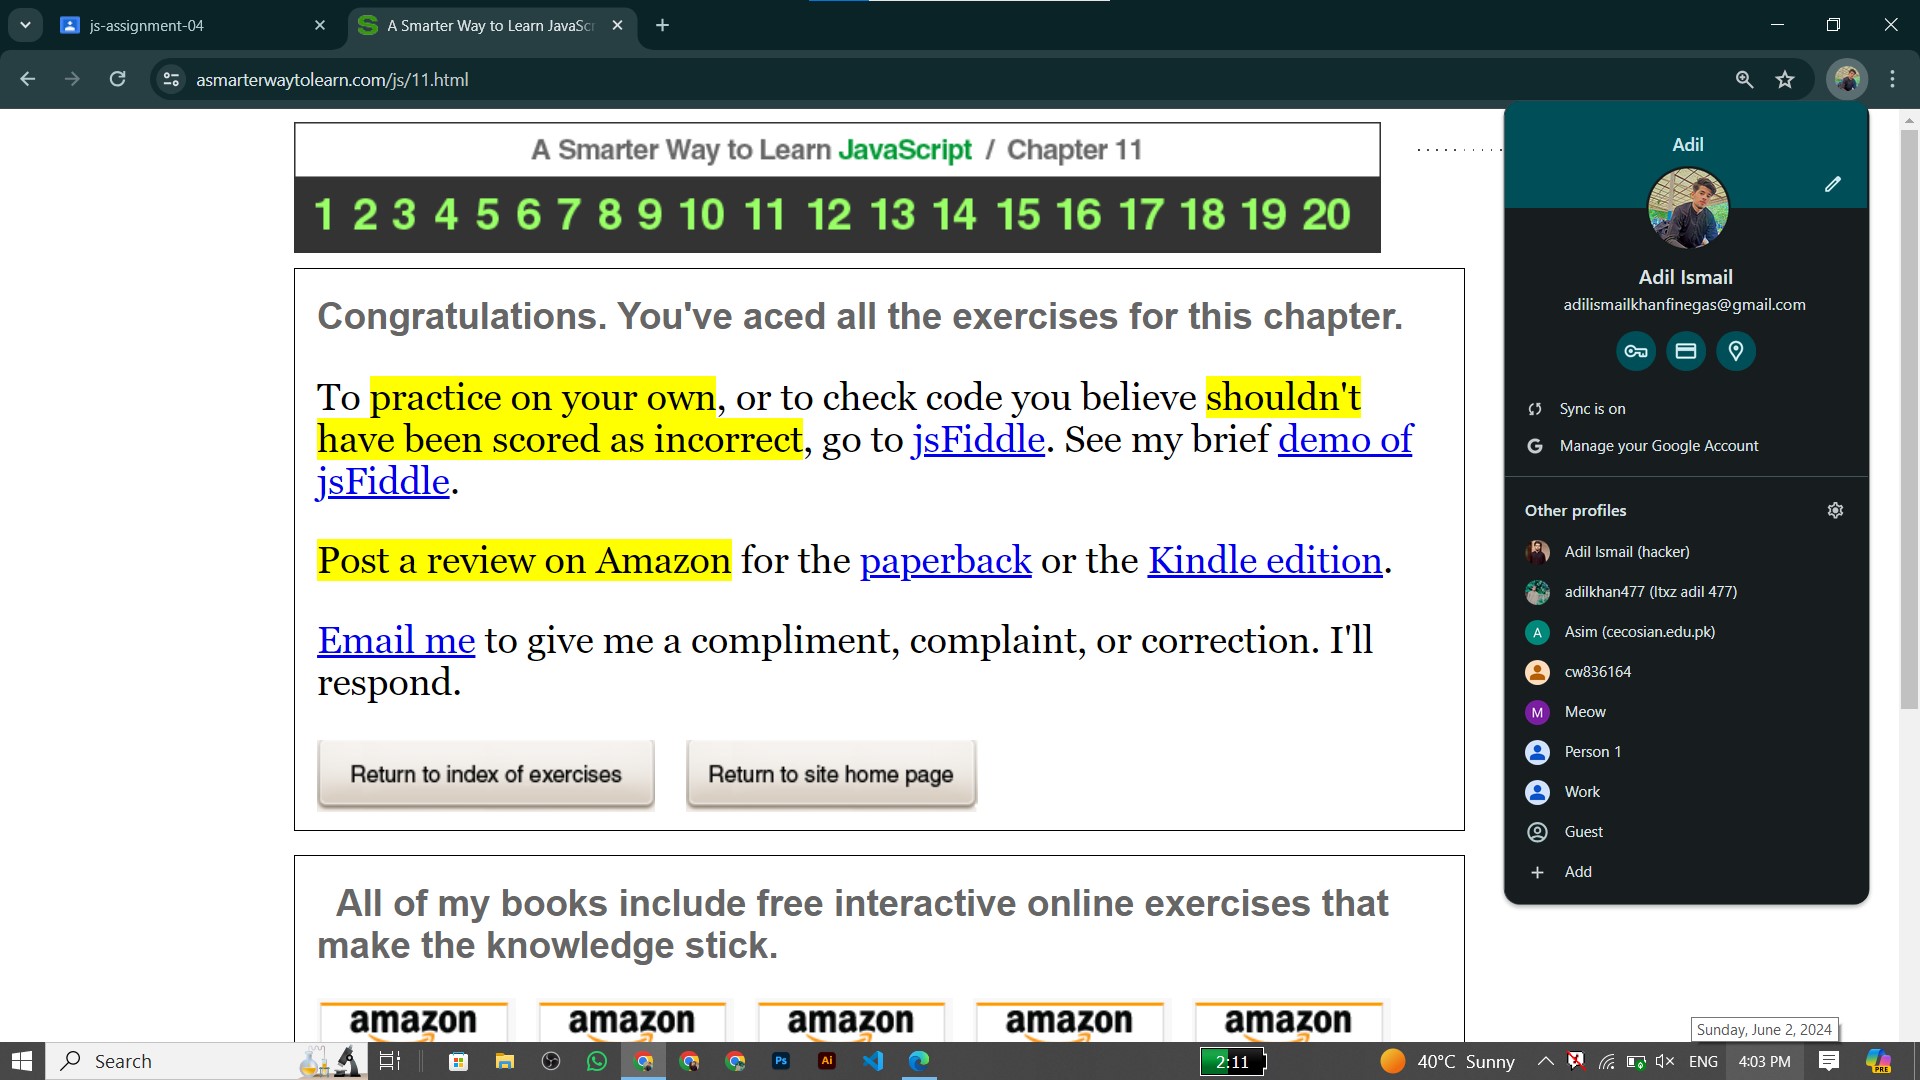 js-assignment-04
A Smarter Way to Learn JavaScr
asmarterwaytolearn.com/js/11.html
A Smarter Way to Learn JavaScript / Chapter 11
1 2 3 4 5 6 7 8 9 10 11 12 13 14 15 16 17 18 19 20
Congratulations. You've aced all the exercises for this chapter.
To practice on your own, or to check code you believe shouldn't
have been scored as incorrect, go to jsFiddle. See my brief demo of
jsFiddle.
Post a review on Amazon for the paperback or the Kindle edition.
Email me to give me a compliment, complaint, or correction. I'll
respond.
Return to index of exercises
Return to site home page
All of my books include free interactive online exercises that
make the knowledge stick.
amazon amazon amazon amazon amazon
Adil
Adil Ismail
adilismailkhanfinegas@gmail.com
Sync is on
Manage your Google Account
Other profiles
Adil Ismail (hacker)
adilkhan477 (ltxz adil 477)
A
Asim (cecosian.edu.pk)
cw836164
M
Meow
Person 1
Work
Guest
Add
Sunday, June 2, 2024
Search
Ps
Ai
2:11
40°C Sunny
ENG
4:03 PM
PRE